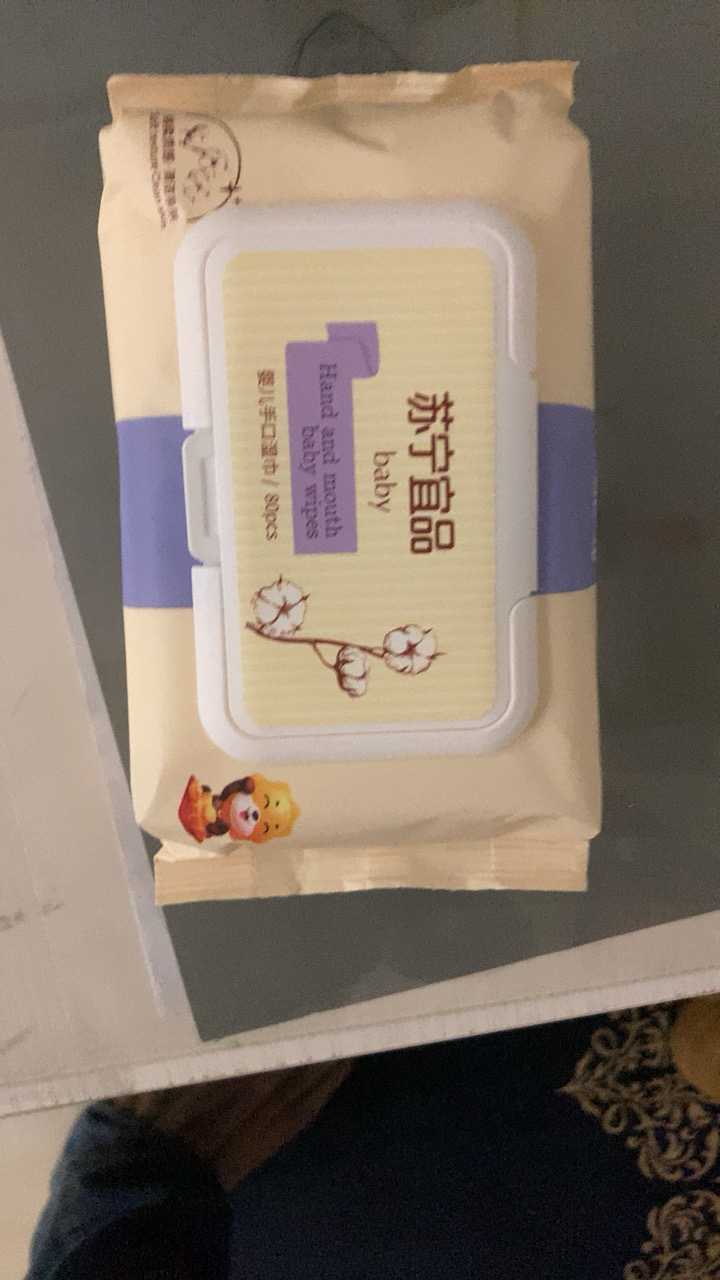 苏宁宜品
baby
Hand and mouth
baby wipes
婴儿手口湿巾 / 80pcs